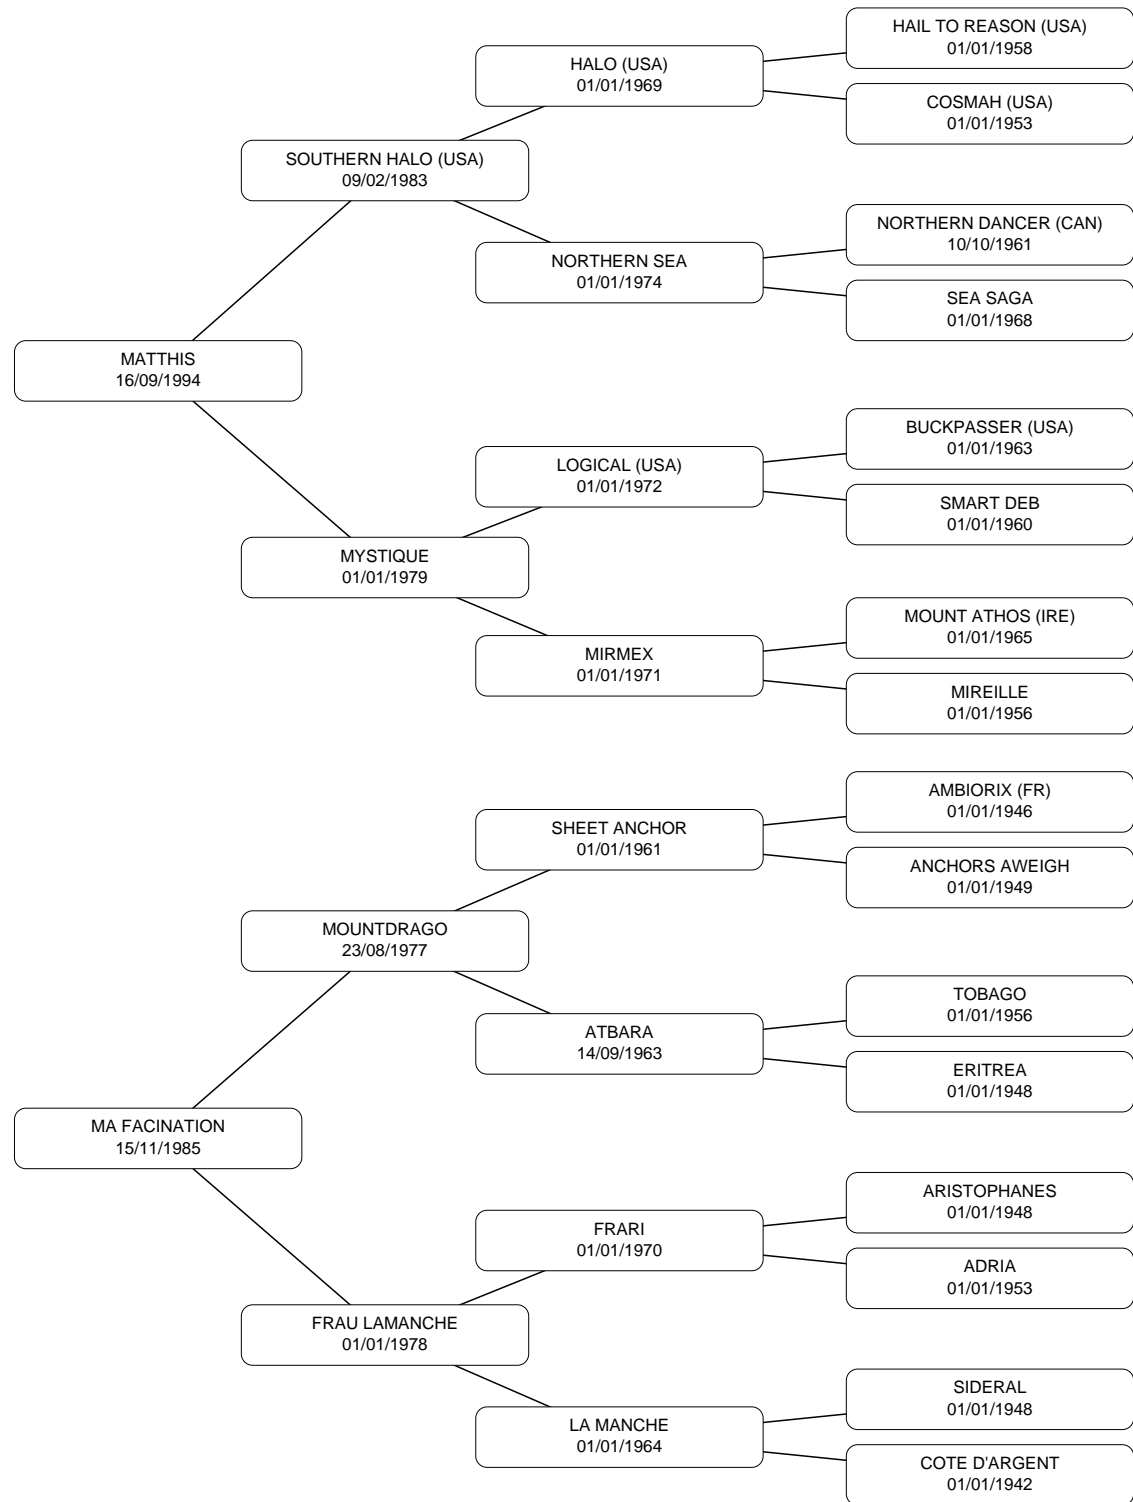 HAIL TO REASON (USA)
01/01/1958
HALO (USA)
01/01/1969
COSMAH (USA)
01/01/1953
SOUTHERN HALO (USA)
09/02/1983
NORTHERN DANCER (CAN)
10/10/1961
NORTHERN SEA
01/01/1974
SEA SAGA
01/01/1968
MATTHIS
16/09/1994
BUCKPASSER (USA)
01/01/1963
LOGICAL (USA)
01/01/1972
SMART DEB
01/01/1960
MYSTIQUE
01/01/1979
MOUNT ATHOS (IRE)
01/01/1965
MIRMEX
01/01/1971
MIREILLE
01/01/1956
AMBIORIX (FR)
01/01/1946
SHEET ANCHOR
01/01/1961
ANCHORS AWEIGH
01/01/1949
MOUNTDRAGO
23/08/1977
TOBAGO
01/01/1956
ATBARA
14/09/1963
ERITREA
01/01/1948
MA FACINATION
15/11/1985
ARISTOPHANES
01/01/1948
FRARI
01/01/1970
ADRIA
01/01/1953
FRAU LAMANCHE
01/01/1978
SIDERAL
01/01/1948
LA MANCHE
01/01/1964
COTE D'ARGENT
01/01/1942